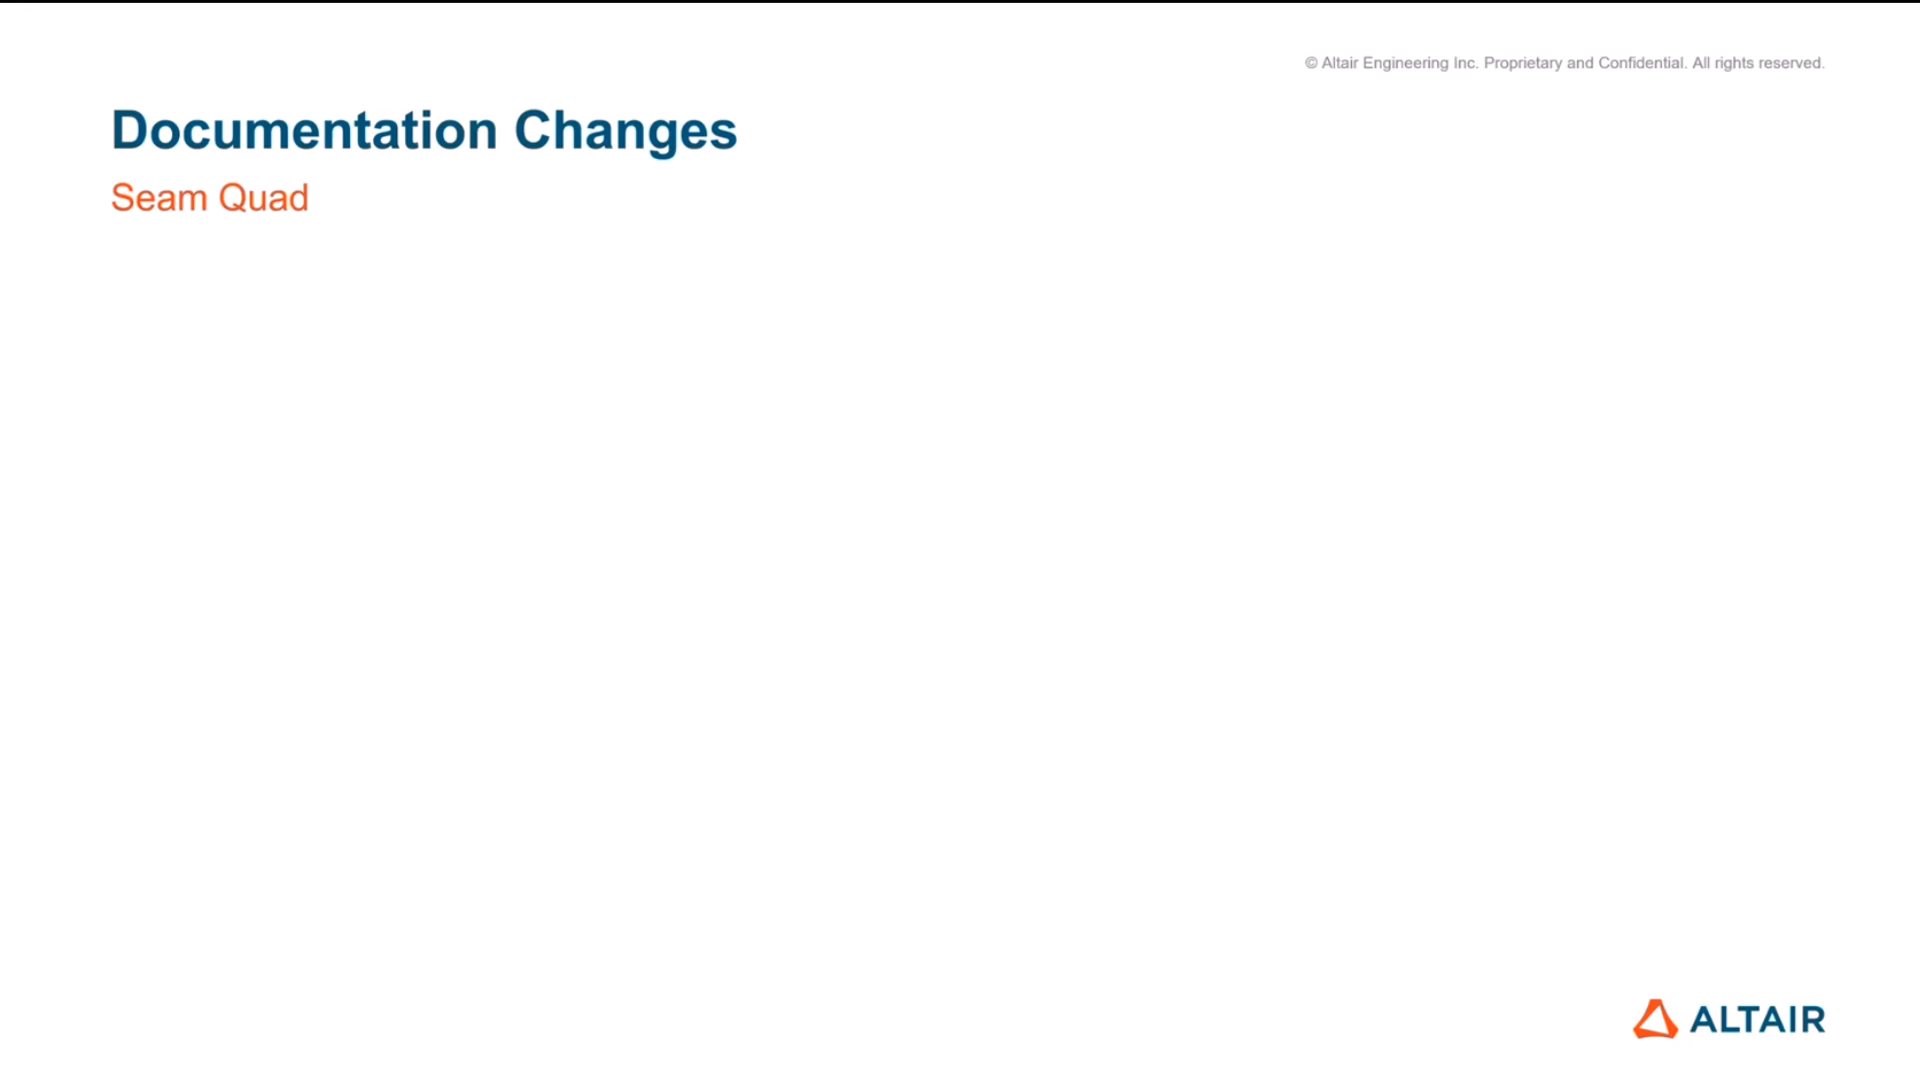 © Altair Engineering Inc. Proprietary and Confidential. All rights reserved.
Documentation Changes
Seam Quad
ALTAIR